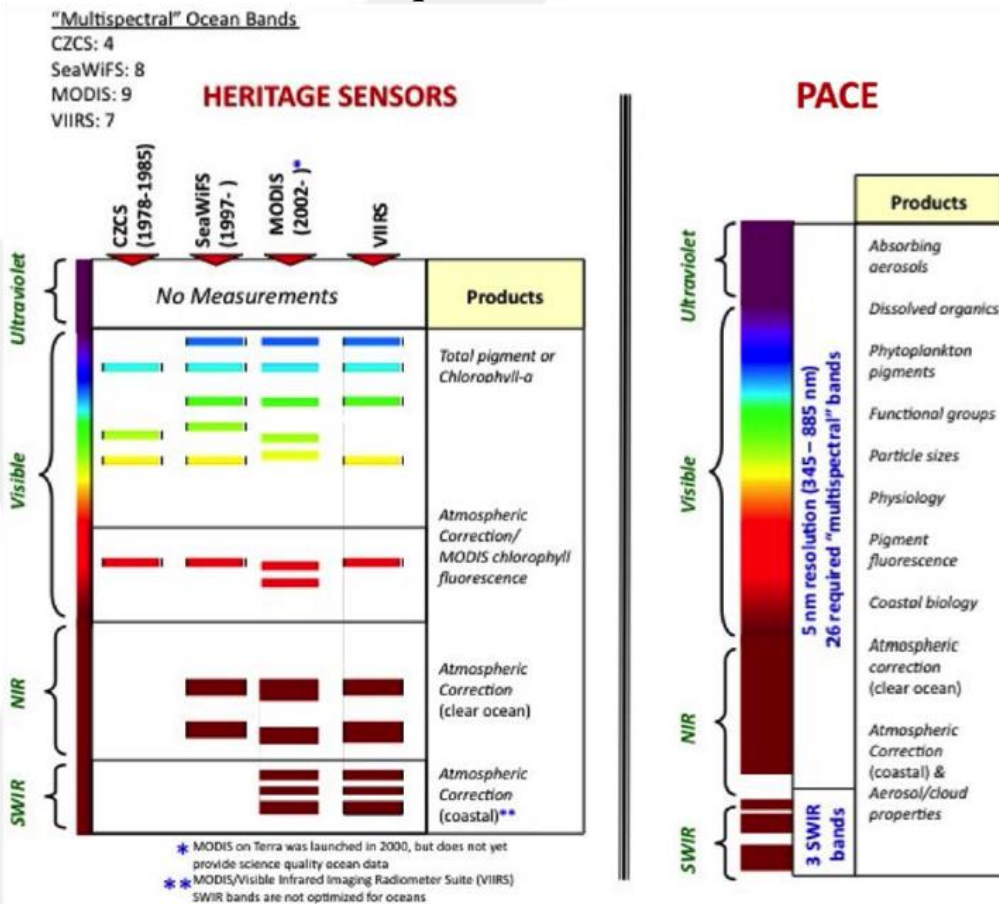 "Multispectral" Ocean Bands
CZCS: 4
SeaWiFS: 8
MODIS: 9
VIIRS: 7
HERITAGE SENSORS
CZCS
(1978-1985)
SeaWiFS
(1997- )
MODIS
(2002- )*
VIIRS
Ultraviolet
No Measurements
Products
Visible
Total pigment or
Chlorophyll-a
Atmospheric
Correction/
MODIS chlorophyll
fluorescence
NIR
Atmospheric
Correction
(clear ocean)
SWIR
Atmospheric
Correction
(coastal)**
* MODIS on Terra was launched in 2000, but does not yet
provide science quality ocean data
** MODIS/Visible Infrared Imaging Radiometer Suite (VIIRS)
SWIR bands are not optimized for oceans
PACE
Products
Ultraviolet
Visible
NIR
SWIR
5 nm resolution (345 – 885 nm)
26 required "multispectral" bands
3 SWIR
bands
Absorbing
aerosols
Dissolved organics
Phytoplankton
pigments
Functional groups
Particle sizes
Physiology
Pigment
fluorescence
Coastal biology
Atmospheric
correction
(clear ocean)
Atmospheric
Correction
(coastal) &
Aerosol/cloud
properties